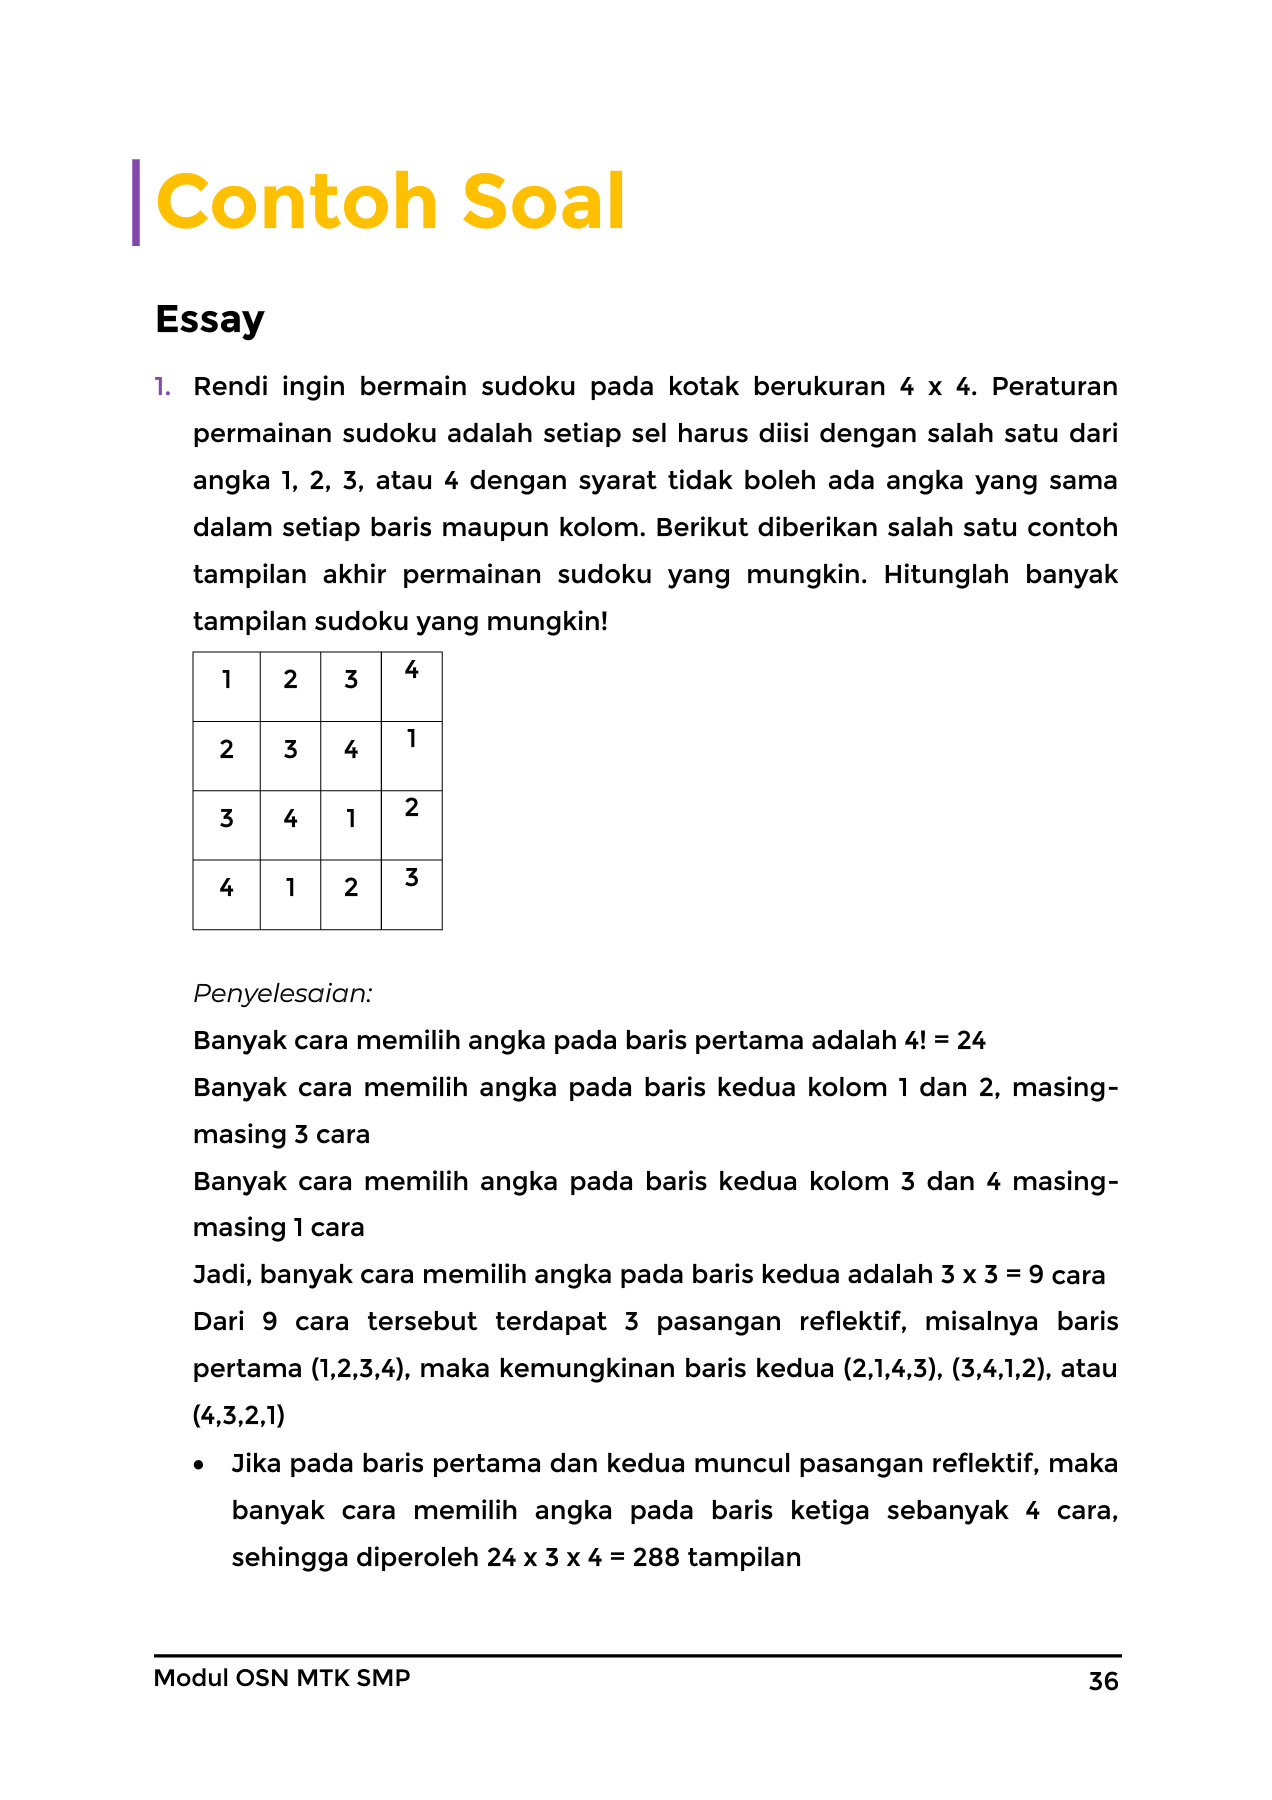 Contoh Soal
Essay
1. Rendi ingin bermain sudoku pada kotak berukuran 4 x 4. Peraturan
permainan sudoku adalah setiap sel harus diisi dengan salah satu dari
angka 1, 2, 3, atau 4 dengan syarat tidak boleh ada angka yang sama
dalam setiap baris maupun kolom. Berikut diberikan salah satu contoh
tampilan akhir permainan sudoku yang mungkin. Hitunglah banyak
tampilan sudoku yang mungkin!
1 2 3 4
2 3 4 1
3 4 1 2
4 1 2 3
Penyelesaian:
Banyak cara memilih angka pada baris pertama adalah 4! = 24
Banyak cara memilih angka pada baris kedua kolom 1 dan 2, masing-
masing 3 cara
Banyak cara memilih angka pada baris kedua kolom 3 dan 4 masing-
masing 1 cara
Jadi, banyak cara memilih angka pada baris kedua adalah 3 x 3 = 9 cara
Dari 9 cara tersebut terdapat 3 pasangan reflektif, misalnya baris
pertama (1,2,3,4), maka kemungkinan baris kedua (2,1,4,3), (3,4,1,2), atau
(4,3,2,1)
• Jika pada baris pertama dan kedua muncul pasangan reflektif, maka
banyak cara memilih angka pada baris ketiga sebanyak 4 cara,
sehingga diperoleh 24 x 3 x 4 = 288 tampilan
Modul OSN MTK SMP 36